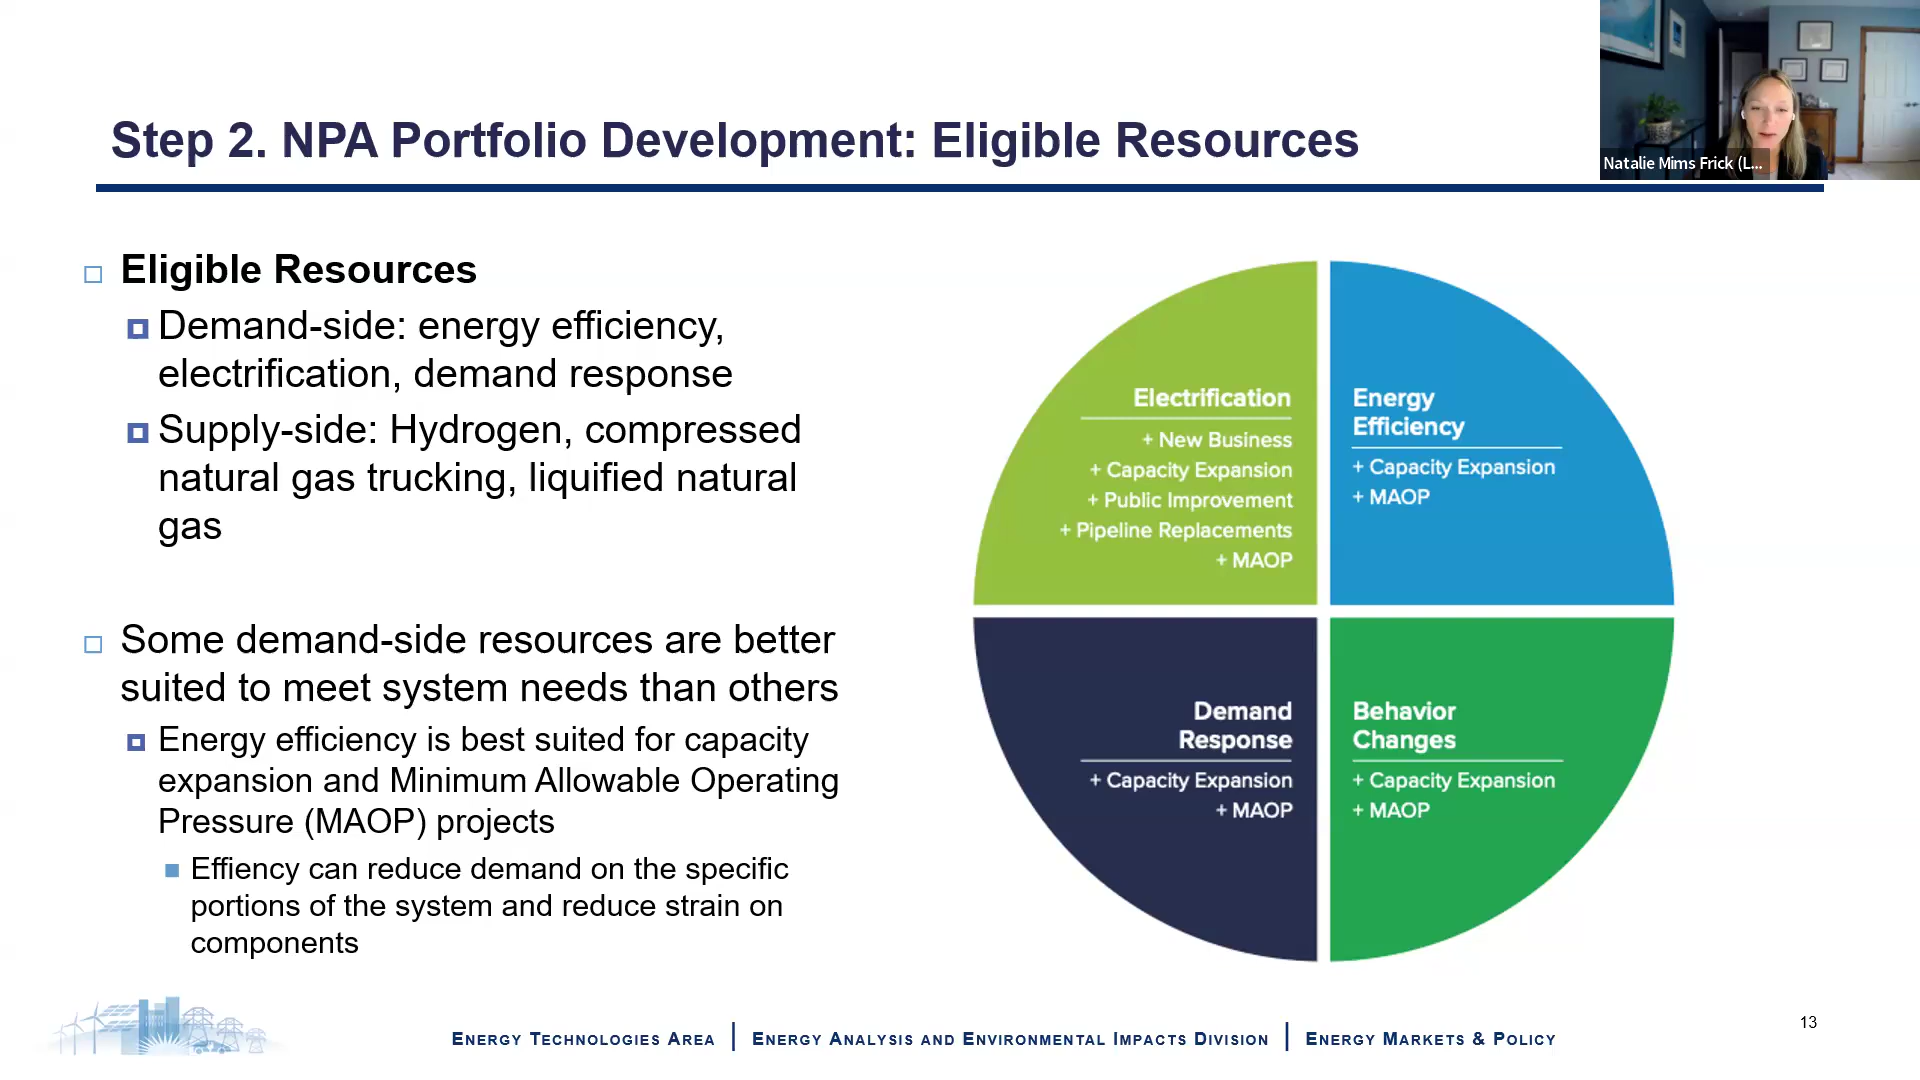 Step 2. NPA Portfolio Development: Eligible Resources
Natalie Mims Frick (L...
Eligible Resources
Demand-side: energy efficiency,
electrification, demand response
Supply-side: Hydrogen, compressed
natural gas trucking, liquified natural
gas
Some demand-side resources are better
suited to meet system needs than others
Energy efficiency is best suited for capacity
expansion and Minimum Allowable Operating
Pressure (MAOP) projects
Effiency can reduce demand on the specific
portions of the system and reduce strain on
components
Electrification
+ New Business
+ Capacity Expansion
+ Public Improvement
+ Pipeline Replacements
+ MAOP
Energy
Efficiency
+ Capacity Expansion
+ MAOP
Demand
Response
+ Capacity Expansion
+ MAOP
Behavior
Changes
+ Capacity Expansion
+ MAOP
ENERGY TECHNOLOGIES AREA | ENERGY ANALYSIS AND ENVIRONMENTAL IMPACTS DIVISION | ENERGY MARKETS & POLICY
13